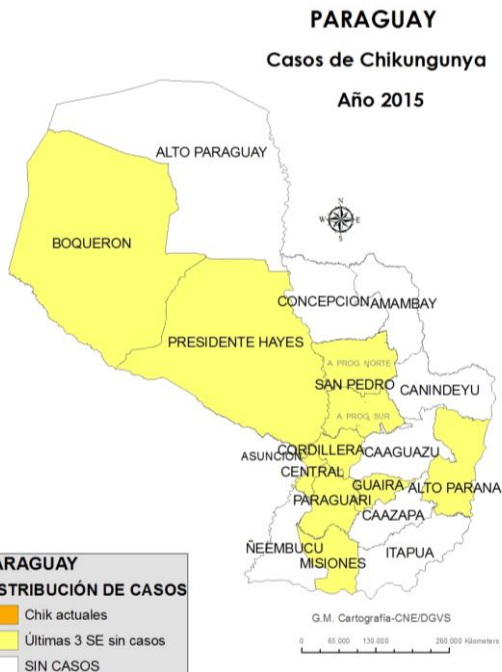 PARAGUAY
Casos de Chikungunya
Año 2015
ALTO PARAGUAY
N
W E
S
BOQUERON
CONCEPCION AMAMBAY
PRESIDENTE HAYES
A. PROG. NORTE
SAN PEDRO
CANINDEYU
A. PROG. SUR
CORDILLERA
CAAGUAZU
ASUNCION
CENTRAL
GUAIRA
ALTO PARANA
PARAGUARI
CAAZAPA
ÑEEMBUCU
ITAPUA
MISIONES
ARAGUAY
STRIBUCIÓN DE CASOS
Chik actuales
Últimas 3 SE sin casos
SIN CASOS
G.M. Cartografía-CNE/DGVS
0 65.000 130.000 260.000 Kilometers